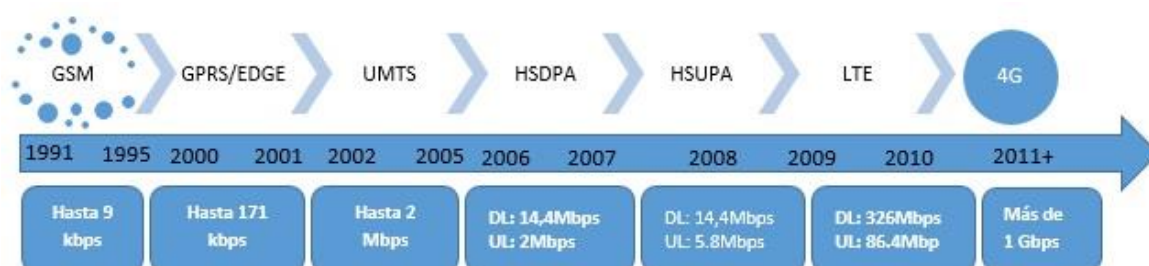 GSM
GPRS/EDGE
UMTS
HSDPA
HSUPA
LTE
4G
1991 1995 2000 2001 2002 2005 2006 2007 2008 2009 2010 2011+
Hasta 9
kbps
Hasta 171
kbps
Hasta 2
Mbps
DL: 14,4Mbps
UL: 2Mbps
DL: 14,4Mbps
UL: 5.8Mbps
DL: 326Mbps
UL: 86.4Mbp
Más de
1 Gbps